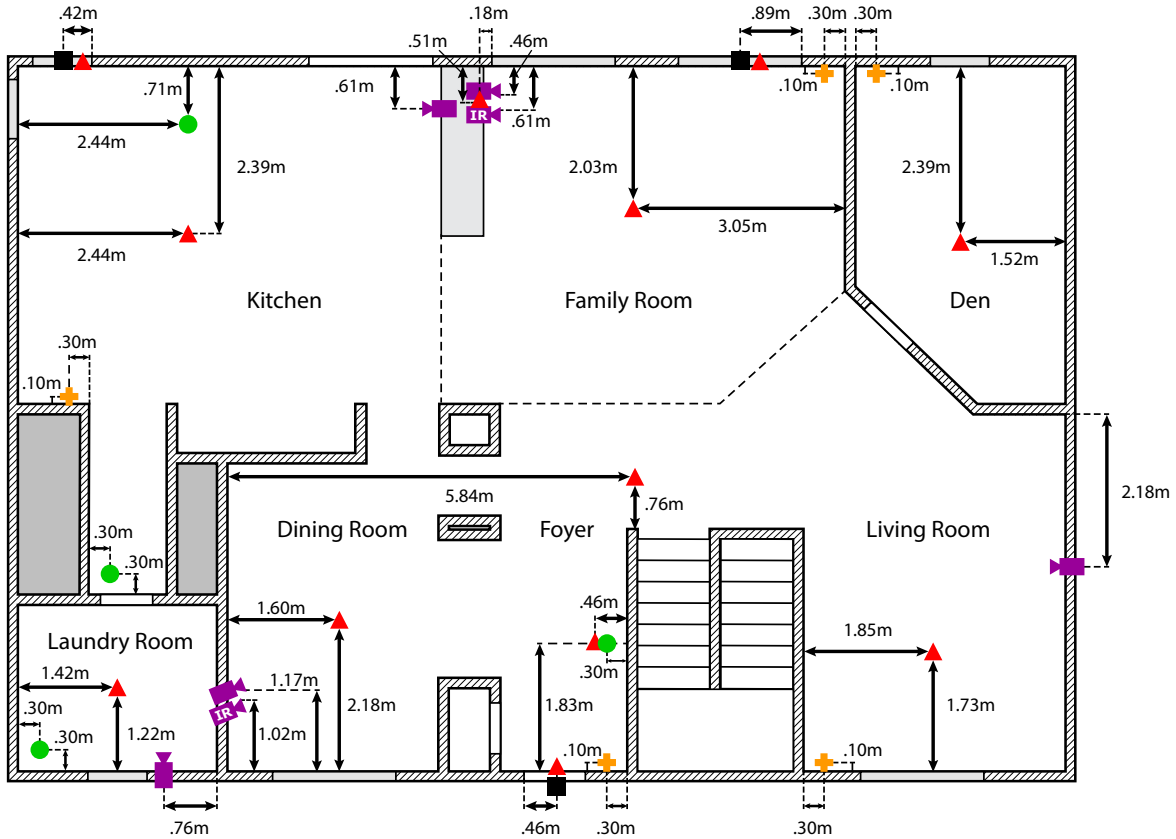 .42m
.18m
.51m
.46m
.89m
.30m
.30m
.71m
.61m
IR
.61m
.10m
.10m
2.44m
2.39m
2.03m
2.39m
3.05m
1.52m
2.44m
Kitchen
Family Room
Den
.30m
.10m
2.18m
5.84m
.76m
Dining Room
Foyer
Living Room
.30m
.30m
1.60m
.46m
Laundry Room
1.85m
.30m
1.42m
1.17m
.30m
IR
2.18m
1.83m
1.73m
.30m
1.22m
1.02m
.10m
.10m
.76m
.46m
.30m
.30m